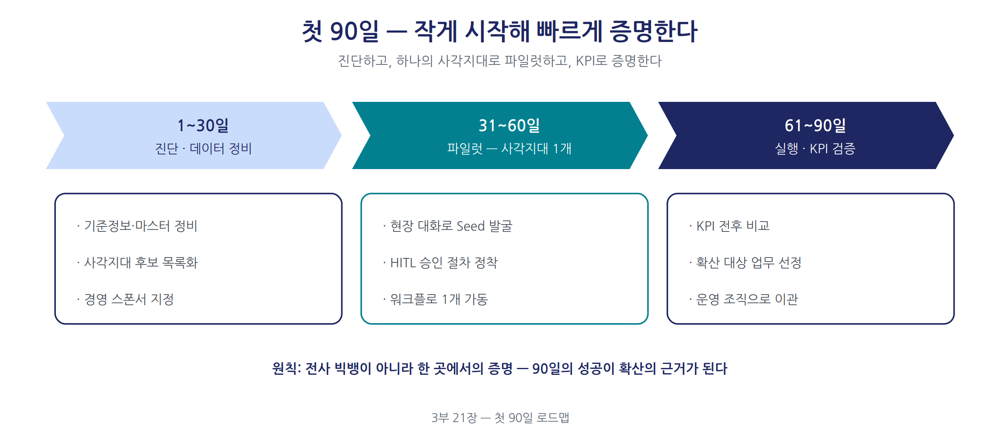 첫 90일 — 작게 시작해 빠르게 증명한다
진단하고, 하나의 사각지대로 파일럿하고, KPI로 증명한다
1~30일
진단 · 데이터 정비
31~60일
파일럿 — 사각지대 1개
61~90일
실행 · KPI 검증
· 기준정보·마스터 정비
· 사각지대 후보 목록화
· 경영 스폰서 지정
· 현장 대화로 Seed 발굴
· HITL 승인 절차 정착
· 워크플로 1개 가동
· KPI 전후 비교
· 확산 대상 업무 선정
· 운영 조직으로 이관
원칙: 전사 빅뱅이 아니라 한 곳에서의 증명 — 90일의 성공이 확산의 근거가 된다
3부 21장 — 첫 90일 로드맵